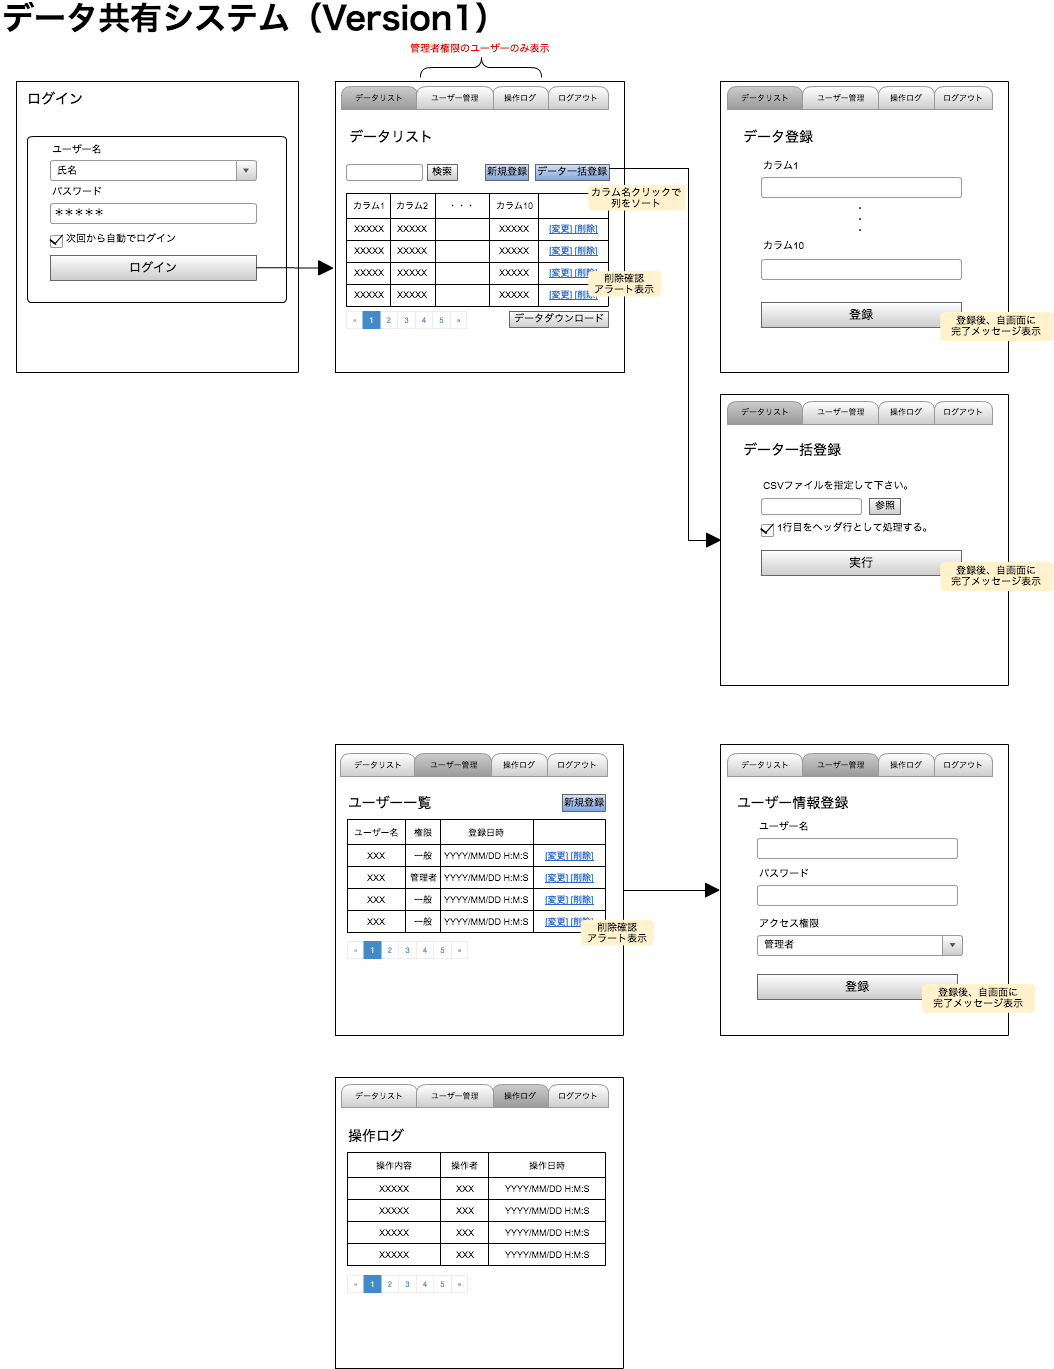 データ共有システム（Version1）
管理者権限のユーザーのみ表示
ログイン
ユーザー名
氏名
パスワード
*****
次回から自動でログイン
ログイン
データリスト ユーザー管理 操作ログ ログアウト
データリスト
検索 新規登録 データ一括登録
カラム名クリックで
列をソート
カラム1 カラム2 ・・・ カラム10
XXXXX XXXXX XXXXX [変更] [削除]
XXXXX XXXXX XXXXX [変更] [削除]
XXXXX XXXXX XXXXX [変更] [削除]
XXXXX XXXXX XXXXX [変更] [削除]
削除確認
アラート表示
« 1 2 3 4 5 »
データダウンロード
データリスト ユーザー管理 操作ログ ログアウト
データ登録
カラム1
・
・
・
カラム10
登録
登録後、自画面に
完了メッセージ表示
データリスト ユーザー管理 操作ログ ログアウト
データ一括登録
CSVファイルを指定して下さい。
参照
1行目をヘッダ行として処理する。
実行
登録後、自画面に
完了メッセージ表示
データリスト ユーザー管理 操作ログ ログアウト
ユーザー一覧
新規登録
ユーザー名 権限 登録日時
XXX 一般 YYYY/MM/DD H:M:S [変更] [削除]
XXX 管理者 YYYY/MM/DD H:M:S [変更] [削除]
XXX 一般 YYYY/MM/DD H:M:S [変更] [削除]
XXX 一般 YYYY/MM/DD H:M:S [変更] [削除]
削除確認
アラート表示
« 1 2 3 4 5 »
データリスト ユーザー管理 操作ログ ログアウト
ユーザー情報登録
ユーザー名
パスワード
アクセス権限
管理者
登録
登録後、自画面に
完了メッセージ表示
データリスト ユーザー管理 操作ログ ログアウト
操作ログ
操作内容 操作者 操作日時
XXXXX XXX YYYY/MM/DD H:M:S
XXXXX XXX YYYY/MM/DD H:M:S
XXXXX XXX YYYY/MM/DD H:M:S
XXXXX XXX YYYY/MM/DD H:M:S
« 1 2 3 4 5 »